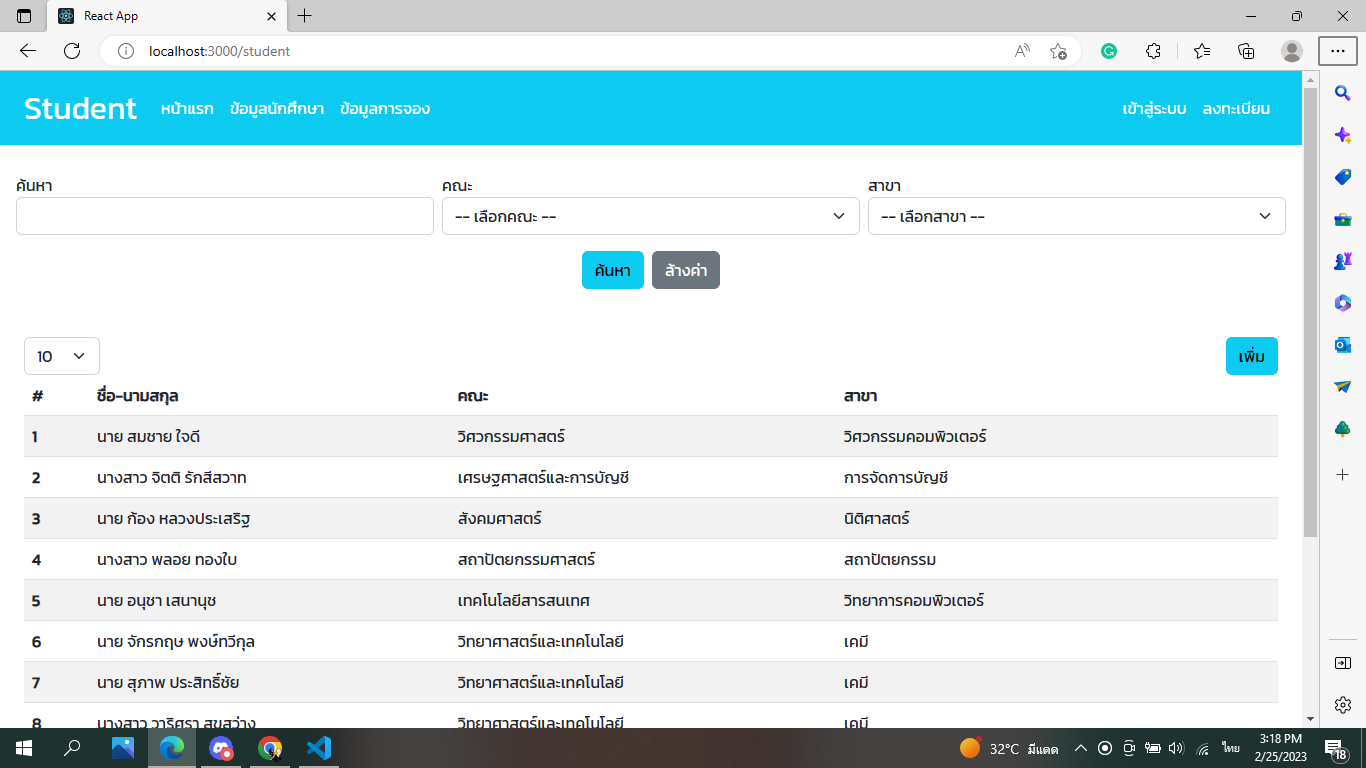 React App
localhost:3000/student
Student หน้าแรก ข้อมูลนักศึกษา ข้อมูลการจอง เข้าสู่ระบบ ลงทะเบียน
ค้นหา คณะ สาขา
-- เลือกคณะ -- -- เลือกสาขา --
ค้นหา ล้างค่า
10 เพิ่ม
# ชื่อ-นามสกุล คณะ สาขา
1 นาย สมชาย ใจดี วิศวกรรมศาสตร์ วิศวกรรมคอมพิวเตอร์
2 นางสาว จิตติ รักสีสวาท เศรษฐศาสตร์และการบัญชี การจัดการบัญชี
3 นาย ก้อง หลวงประเสริฐ สังคมศาสตร์ นิติศาสตร์
4 นางสาว พลอย ทองใบ สถาปัตยกรรมศาสตร์ สถาปัตยกรรม
5 นาย อนุชา เสนานุช เทคโนโลยีสารสนเทศ วิทยาการคอมพิวเตอร์
6 นาย จักรกฤษ พงษ์ทวีกุล วิทยาศาสตร์และเทคโนโลยี เคมี
7 นาย สุภาพ ประสิทธิ์ชัย วิทยาศาสตร์และเทคโนโลยี เคมี
8 นางสาว วาริศรา สุขสว่าง วิทยาศาสตร์และเทคโนโลยี เคมี
32°C มีแดด ไทย 3:18 PM
2/25/2023 18